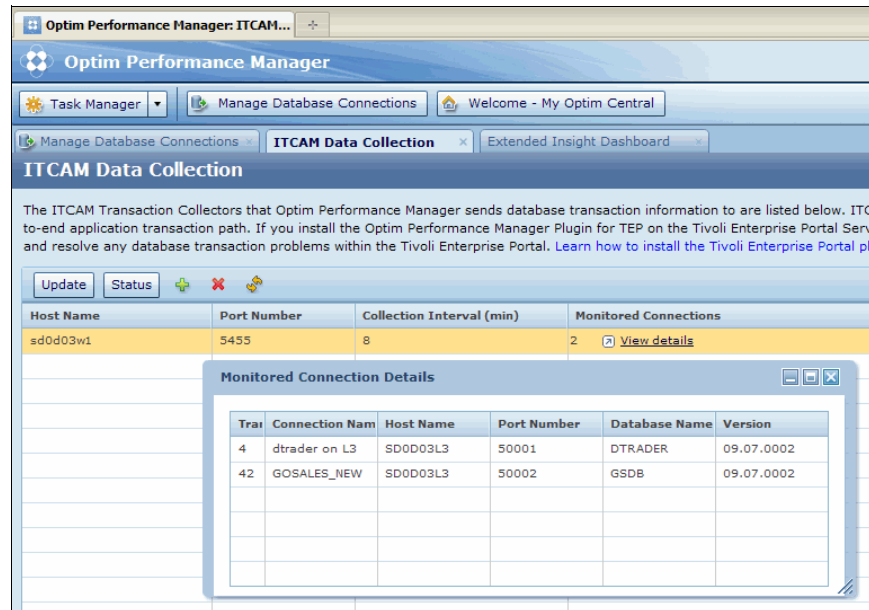 Optim Performance Manager: ITCAM...
Optim Performance Manager
Task Manager Manage Database Connections Welcome - My Optim Central
Manage Database Connections ITCAM Data Collection Extended Insight Dashboard
ITCAM Data Collection
The ITCAM Transaction Collectors that Optim Performance Manager sends database transaction information to are listed below. ITC
to-end application transaction path. If you install the Optim Performance Manager Plugin for TEP on the Tivoli Enterprise Portal Serv
and resolve any database transaction problems within the Tivoli Enterprise Portal. Learn how to install the Tivoli Enterprise Portal pl
Update Status
Host Name Port Number Collection Interval (min) Monitored Connections
sd0d03w1 5455 8 2 View details
Monitored Connection Details
Tra Connection Nam Host Name Port Number Database Name Version
4 dtrader on L3 SD0D03L3 50001 DTRADER 09.07.0002
42 GOSALES_NEW SD0D03L3 50002 GSDB 09.07.0002